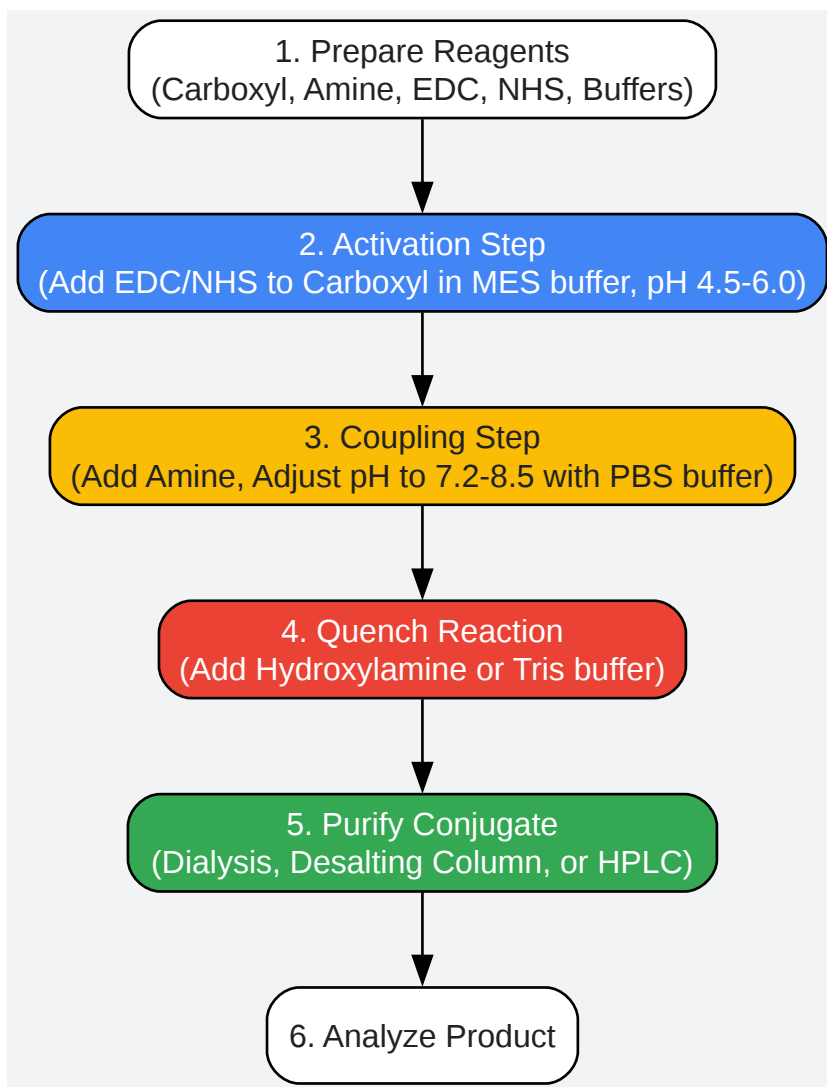 1. Prepare Reagents
(Carboxyl, Amine, EDC, NHS, Buffers)
2. Activation Step
(Add EDC/NHS to Carboxyl in MES buffer, pH 4.5-6.0)
3. Coupling Step
(Add Amine, Adjust pH to 7.2-8.5 with PBS buffer)
4. Quench Reaction
(Add Hydroxylamine or Tris buffer)
5. Purify Conjugate
(Dialysis, Desalting Column, or HPLC)
6. Analyze Product